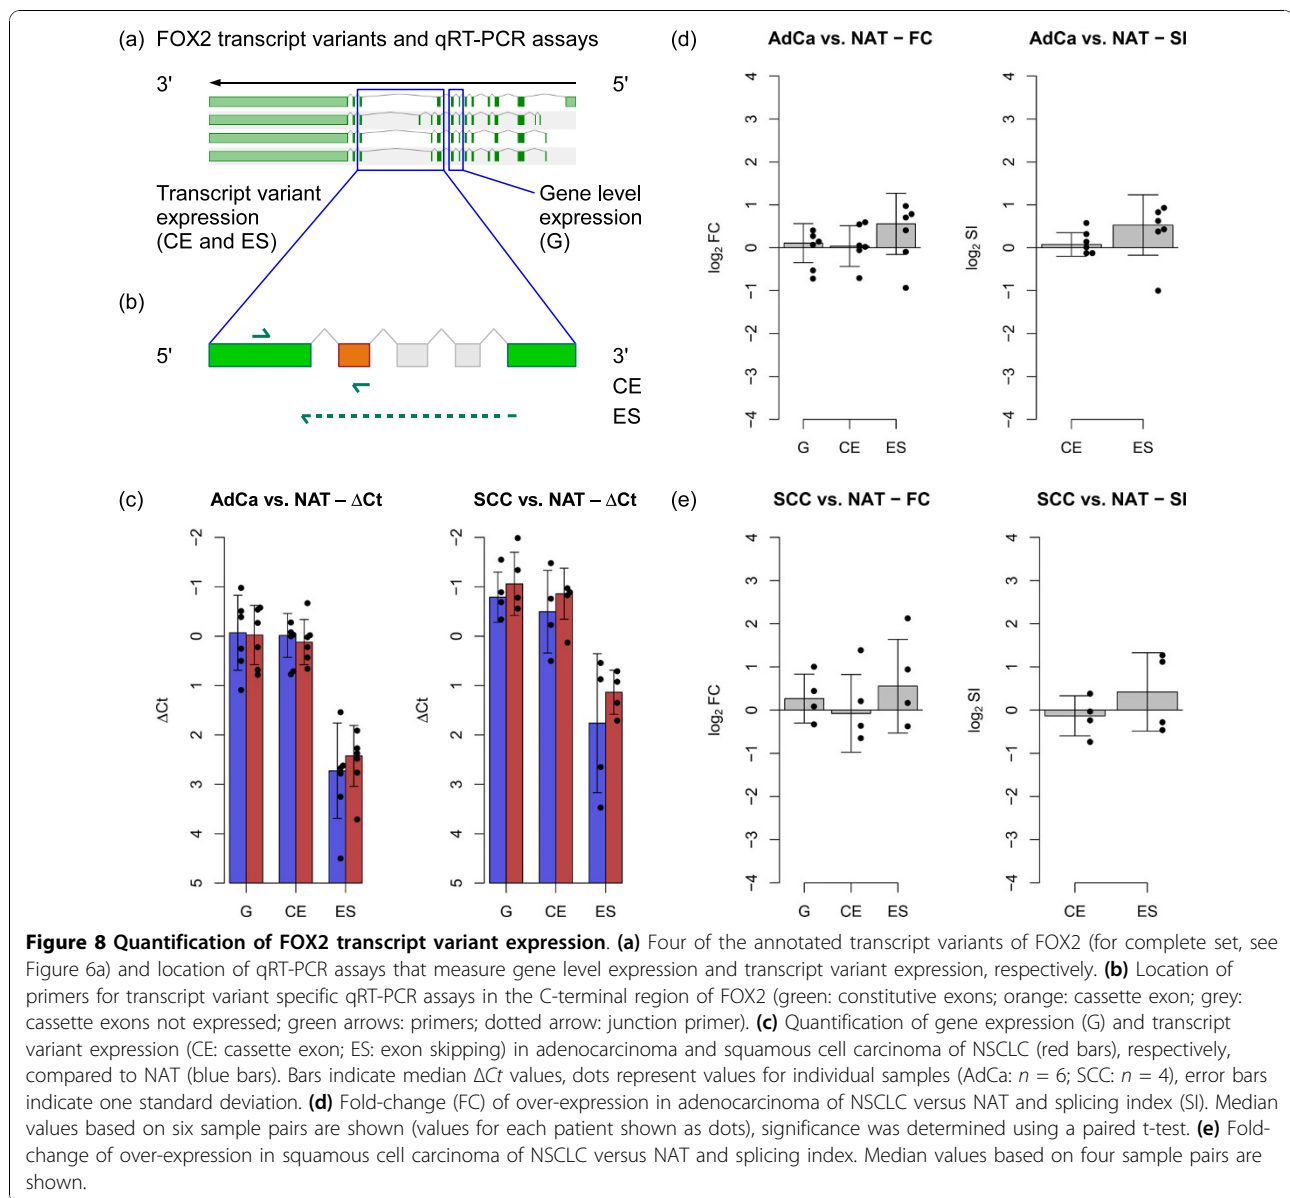 (a) FOX2 transcript variants and qRT-PCR assays
3' 5'
Transcript variant
expression
(CE and ES)
Gene level
expression
(G)
(b)
5' 3'
CE
ES
(c)
AdCa vs. NAT – ΔCt
ΔCt
-2
-1
0
1
2
3
4
5
G CE ES
SCC vs. NAT – ΔCt
ΔCt
-2
-1
0
1
2
3
4
5
G CE ES
(d)
AdCa vs. NAT – FC
log₂ FC
4
3
2
1
0
−1
−2
−3
−4
G CE ES
AdCa vs. NAT – SI
log₂ SI
4
3
2
1
0
−1
−2
−3
−4
CE ES
(e)
SCC vs. NAT – FC
log₂ FC
4
3
2
1
0
−1
−2
−3
−4
G CE ES
SCC vs. NAT – SI
log₂ SI
4
3
2
1
0
−1
−2
−3
−4
CE ES
Figure 8 Quantification of FOX2 transcript variant expression. (a) Four of the annotated transcript variants of FOX2 (for complete set, see
Figure 6a) and location of qRT-PCR assays that measure gene level expression and transcript variant expression, respectively. (b) Location of
primers for transcript variant specific qRT-PCR assays in the C-terminal region of FOX2 (green: constitutive exons; orange: cassette exon; grey:
cassette exons not expressed; green arrows: primers; dotted arrow: junction primer). (c) Quantification of gene expression (G) and transcript
variant expression (CE: cassette exon; ES: exon skipping) in adenocarcinoma and squamous cell carcinoma of NSCLC (red bars), respectively,
compared to NAT (blue bars). Bars indicate median ΔCt values, dots represent values for individual samples (AdCa: n = 6; SCC: n = 4), error bars
indicate one standard deviation. (d) Fold-change (FC) of over-expression in adenocarcinoma of NSCLC versus NAT and splicing index (SI). Median
values based on six sample pairs are shown (values for each patient shown as dots), significance was determined using a paired t-test. (e) Fold-
change of over-expression in squamous cell carcinoma of NSCLC versus NAT and splicing index. Median values based on four sample pairs are
shown.